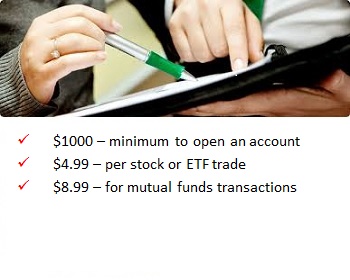 $1000 – minimum to open an account
$4.99 – per stock or ETF trade
$8.99 – for mutual funds transactions